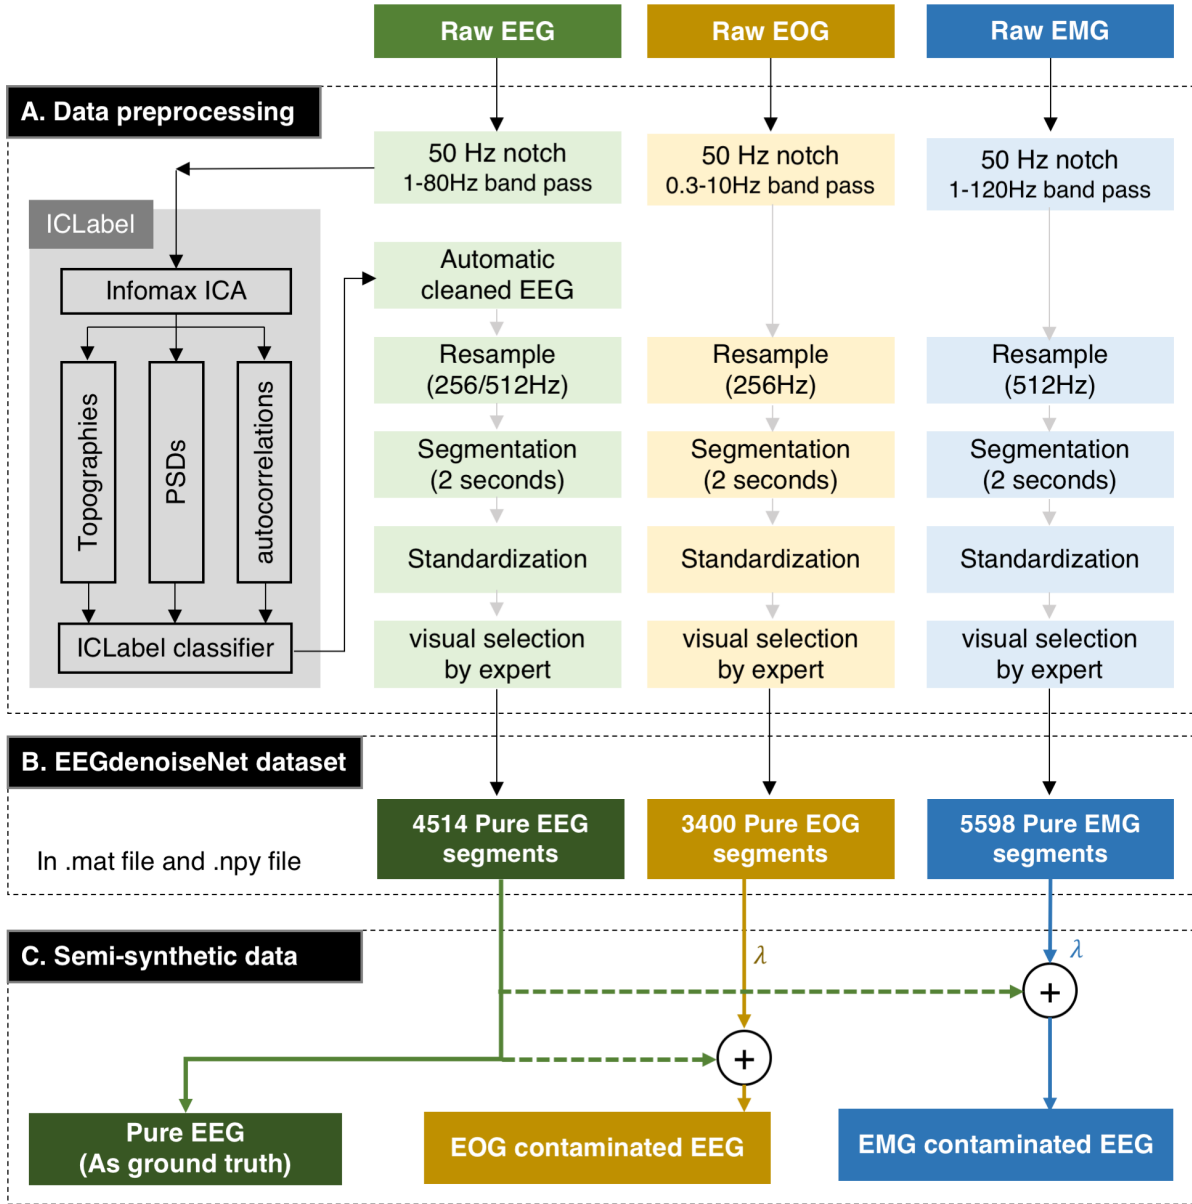 Raw EEG
Raw EOG
Raw EMG
A. Data preprocessing
50 Hz notch
1-80Hz band pass
50 Hz notch
0.3-10Hz band pass
50 Hz notch
1-120Hz band pass
ICLabel
Infomax ICA
Topographies
PSDs
autocorrelations
ICLabel classifier
Automatic
cleaned EEG
Resample
(256/512Hz)
Resample
(256Hz)
Resample
(512Hz)
Segmentation
(2 seconds)
Segmentation
(2 seconds)
Segmentation
(2 seconds)
Standardization
Standardization
Standardization
visual selection
by expert
visual selection
by expert
visual selection
by expert
B. EEGdenoiseNet dataset
In .mat file and .npy file
4514 Pure EEG
segments
3400 Pure EOG
segments
5598 Pure EMG
segments
C. Semi-synthetic data
λ
λ
+
+
Pure EEG
(As ground truth)
EOG contaminated EEG
EMG contaminated EEG